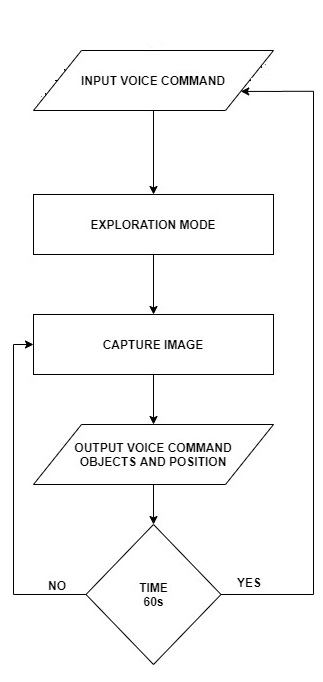 INPUT VOICE COMMAND
EXPLORATION MODE
CAPTURE IMAGE
OUTPUT VOICE COMMAND
OBJECTS AND POSITION
NO
YES
TIME
60s